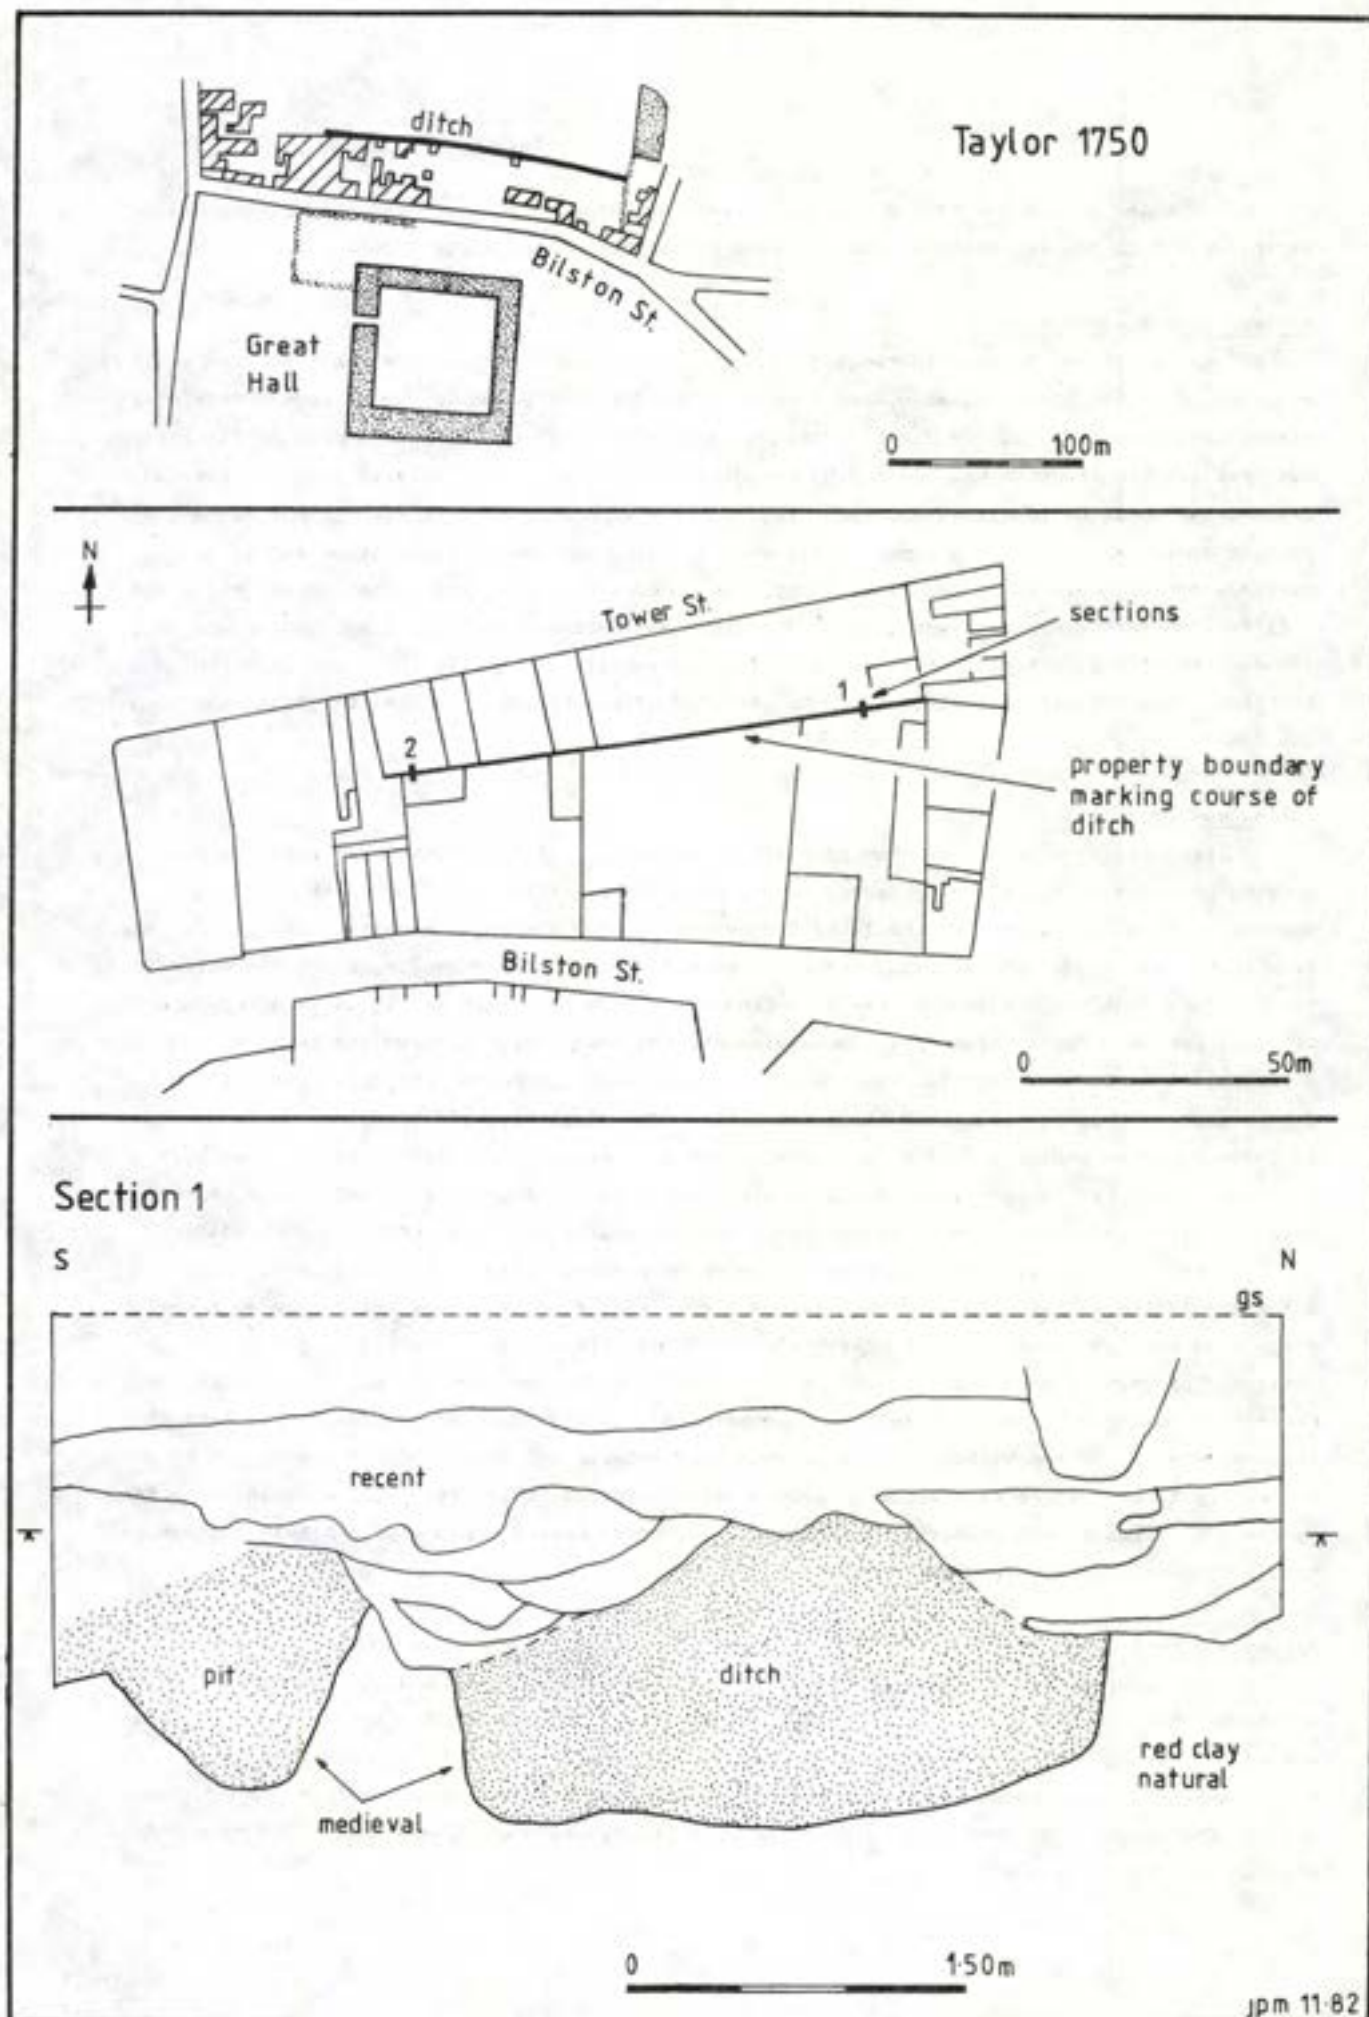 Taylor 1750
ditch
Bilston St.
Great
Hall
0 100m
N
Tower St.
sections
1
2
property boundary
marking course of
ditch
Bilston St.
0 50m
Section 1
S N
gs
recent
pit
ditch
red clay
natural
medieval
0 1·50m
jpm 11·82